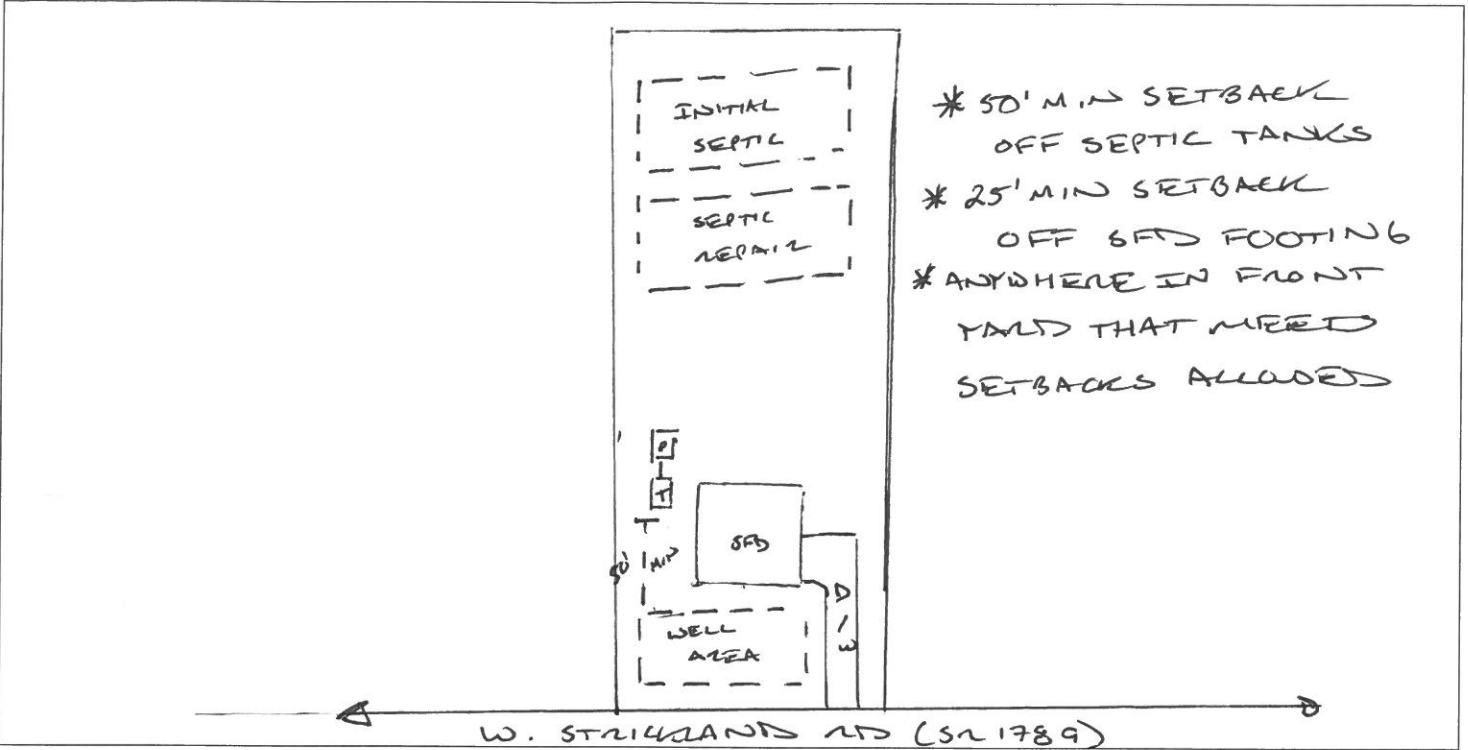 INITIAL
SEPTIC
SEPTIC
REPAIR
* 50' MIN SETBACK
OFF SEPTIC TANKS
* 25' MIN SETBACK
OFF SFD FOOTING
* ANYWHERE IN FRONT
YARD THAT MEETS
SETBACKS ALLOWED
P
T
SFD
50' MIN
D/W
WELL
AREA
W. STRICKLAND RD (SR 1789)